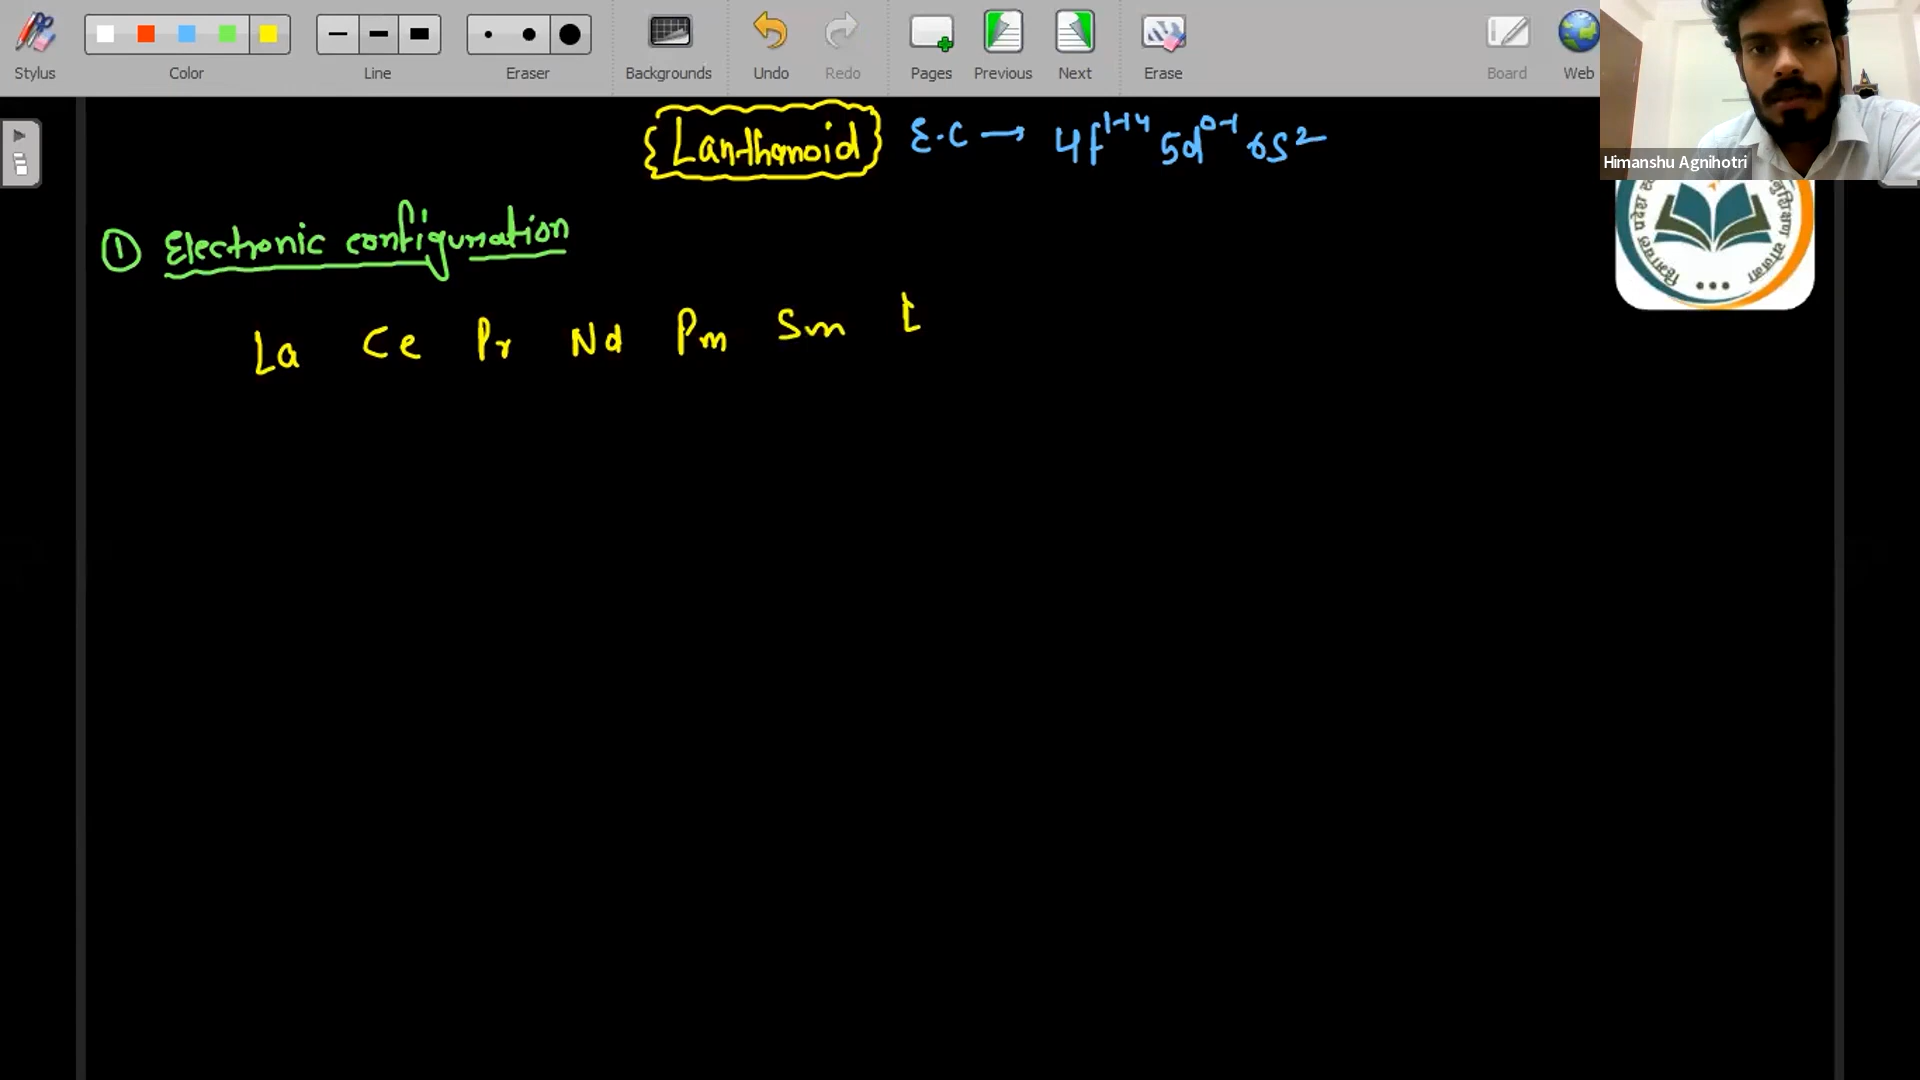 Stylus Color Line Eraser Backgrounds Undo Redo Pages Previous Next Erase Board Web
{Lanthanoid} E.C → 4f¹⁻¹⁴ 5d⁰⁻¹ 6s²
Himanshu Agnihotri
① Electronic configuration
La Ce Pr Nd Pm Sm